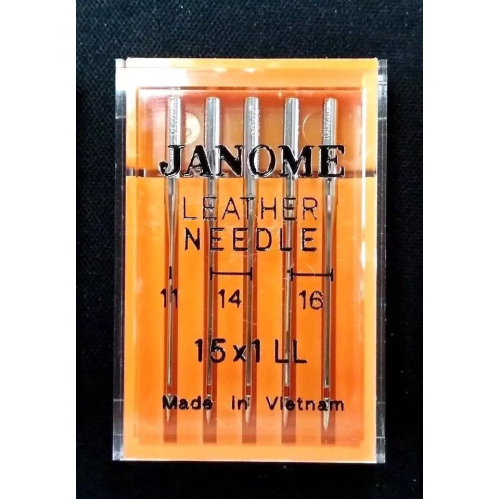 JANOME
LEATHER
NEEDLE
11 14 16
15x1 LL
Made in Vietnam